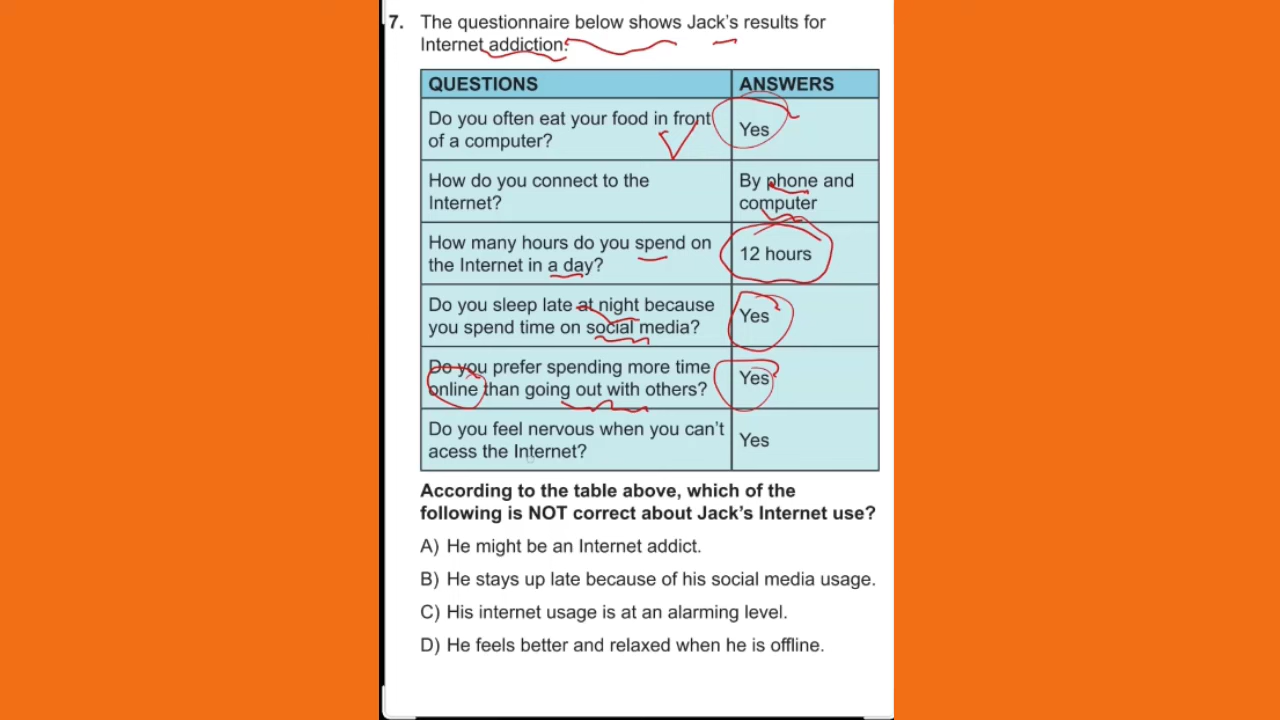 7. The questionnaire below shows Jack's results for
Internet addiction:
QUESTIONS ANSWERS
Do you often eat your food in front
of a computer?
Yes
How do you connect to the
Internet?
By phone and
computer
How many hours do you spend on
the Internet in a day?
12 hours
Do you sleep late at night because
you spend time on social media?
Yes
Do you prefer spending more time
online than going out with others?
Yes
Do you feel nervous when you can't
acess the Internet?
Yes
According to the table above, which of the
following is NOT correct about Jack's Internet use?
A) He might be an Internet addict.
B) He stays up late because of his social media usage.
C) His internet usage is at an alarming level.
D) He feels better and relaxed when he is offline.